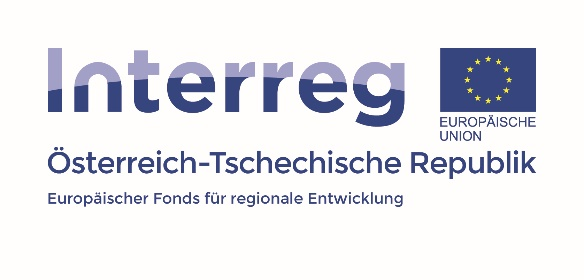 Interreg
EUROPÄISCHE
UNION
Österreich-Tschechische Republik
Europäischer Fonds für regionale Entwicklung